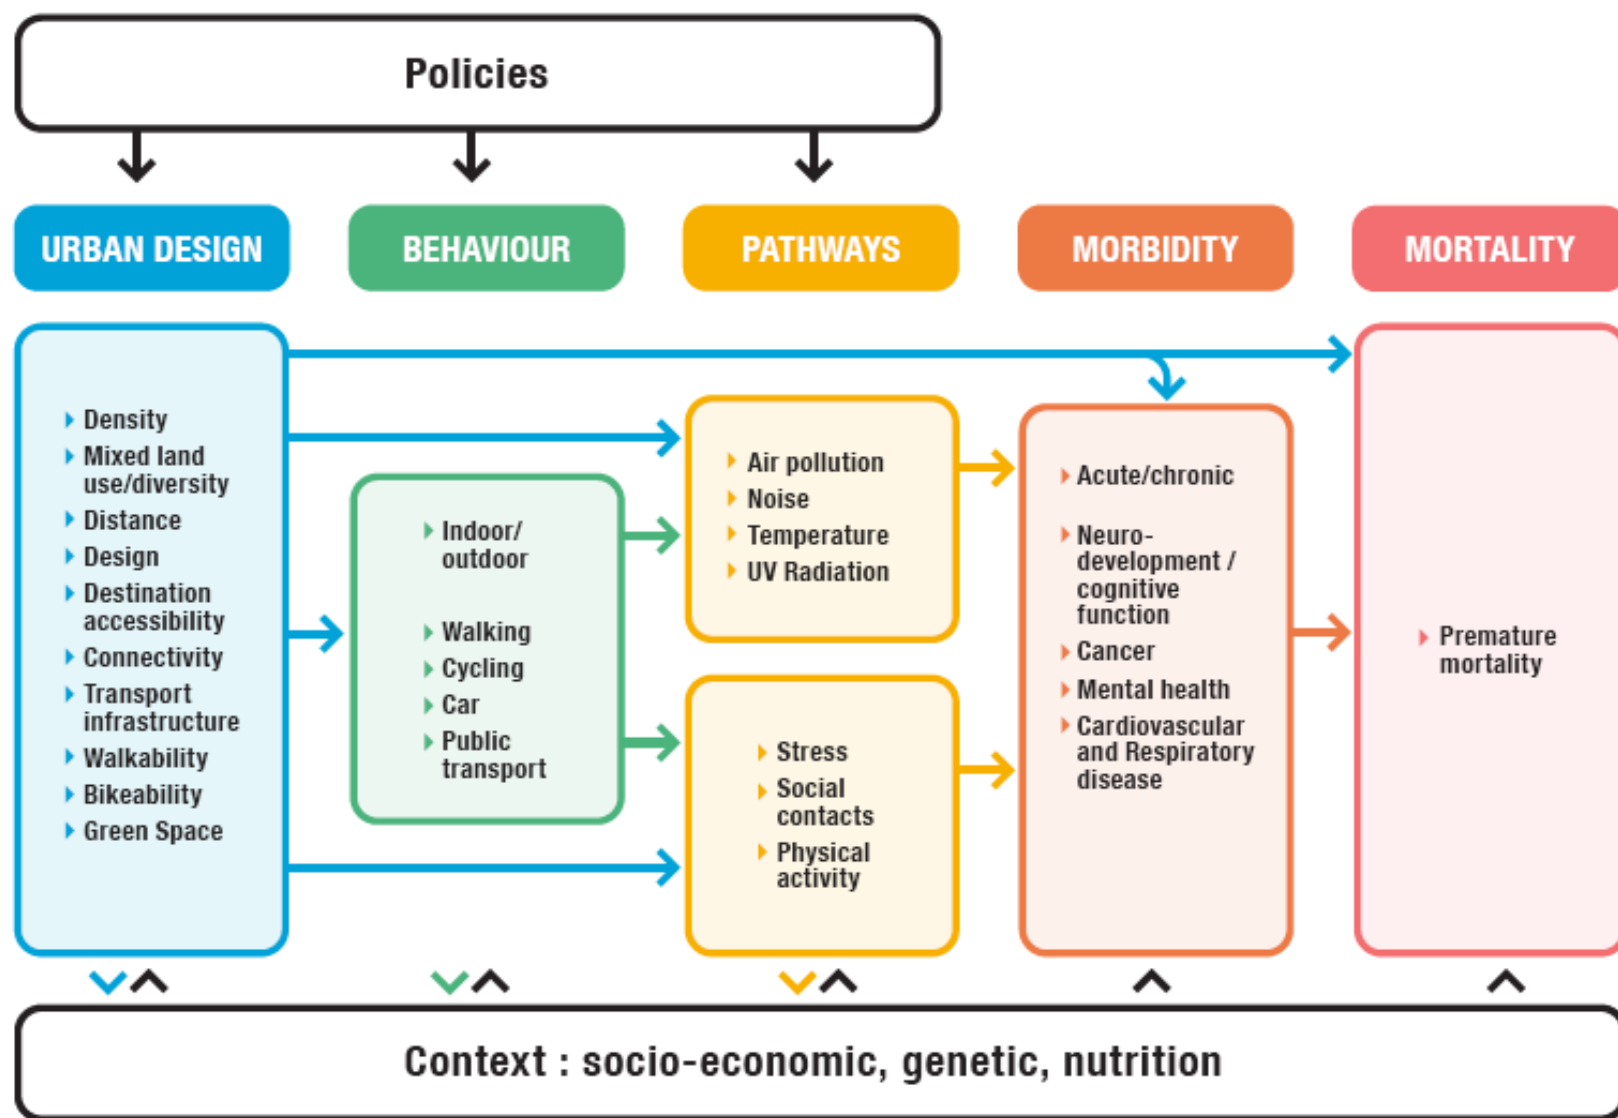 Policies
URBAN DESIGN
BEHAVIOUR
PATHWAYS
MORBIDITY
MORTALITY
Density
Mixed land
use/diversity
Distance
Design
Destination
accessibility
Connectivity
Transport
infrastructure
Walkability
Bikeability
Green Space
Indoor/
outdoor
Walking
Cycling
Car
Public
transport
Air pollution
Noise
Temperature
UV Radiation
Stress
Social
contacts
Physical
activity
Acute/chronic
Neuro-
development /
cognitive
function
Cancer
Mental health
Cardiovascular
and Respiratory
disease
Premature
mortality
Context : socio-economic, genetic, nutrition